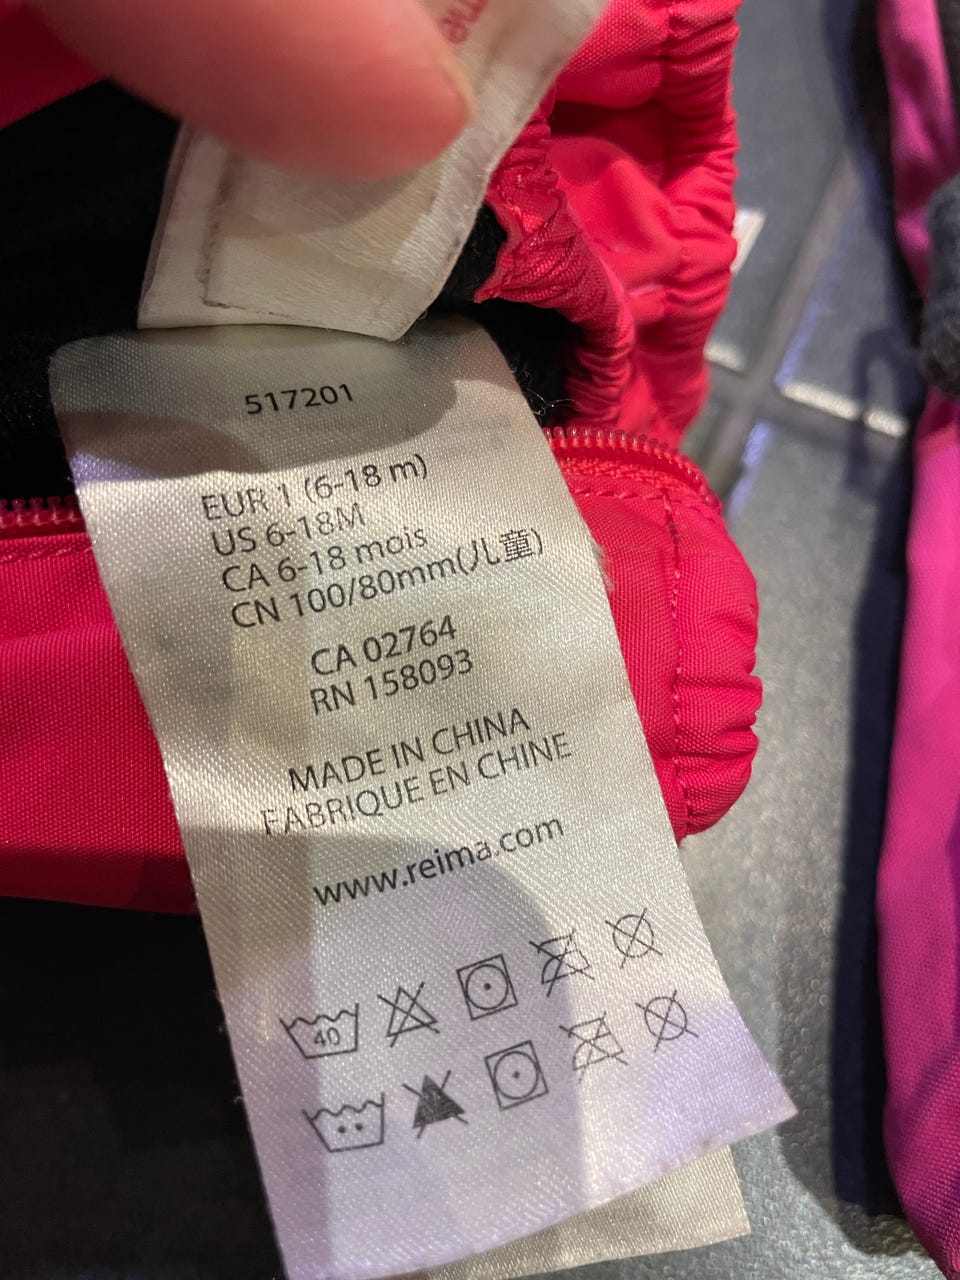 me
517201
EUR 1 (6-18 m)
US 6-18M
CA 6-18 mois
CN 100/80mm(儿童)
CA 02764
RN 158093
MADE IN CHINA
FABRIQUE EN CHINE
www.reima.com
40